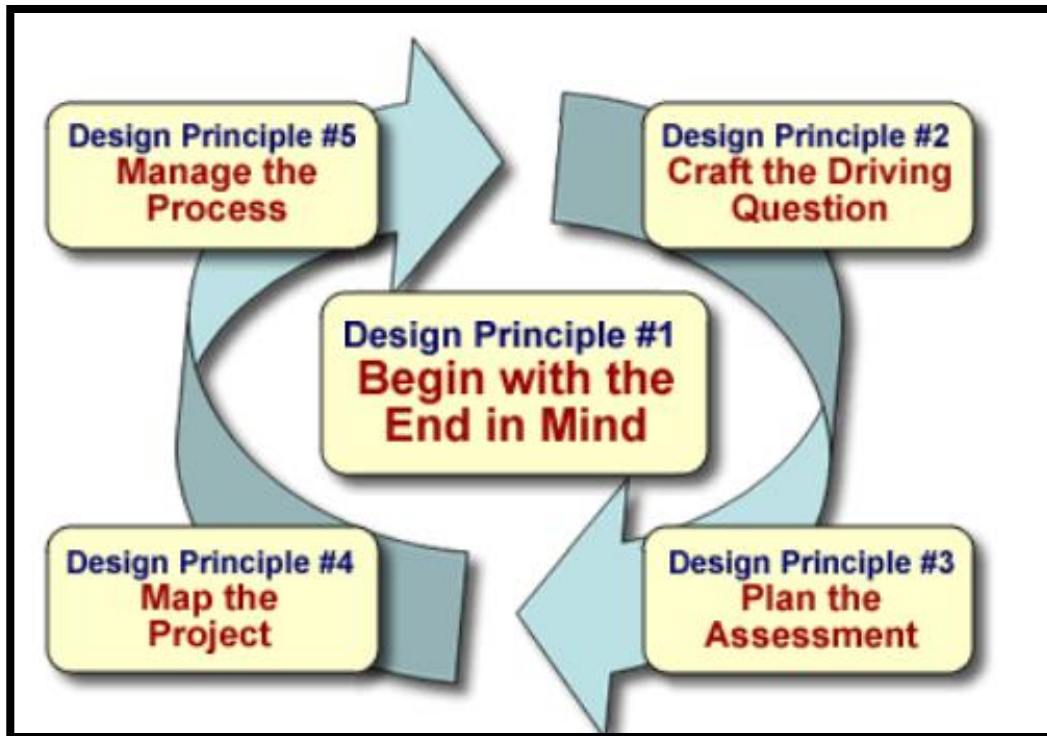 Design Principle #1
Begin with the
End in Mind
Design Principle #2
Craft the Driving
Question
Design Principle #3
Plan the
Assessment
Design Principle #4
Map the
Project
Design Principle #5
Manage the
Process